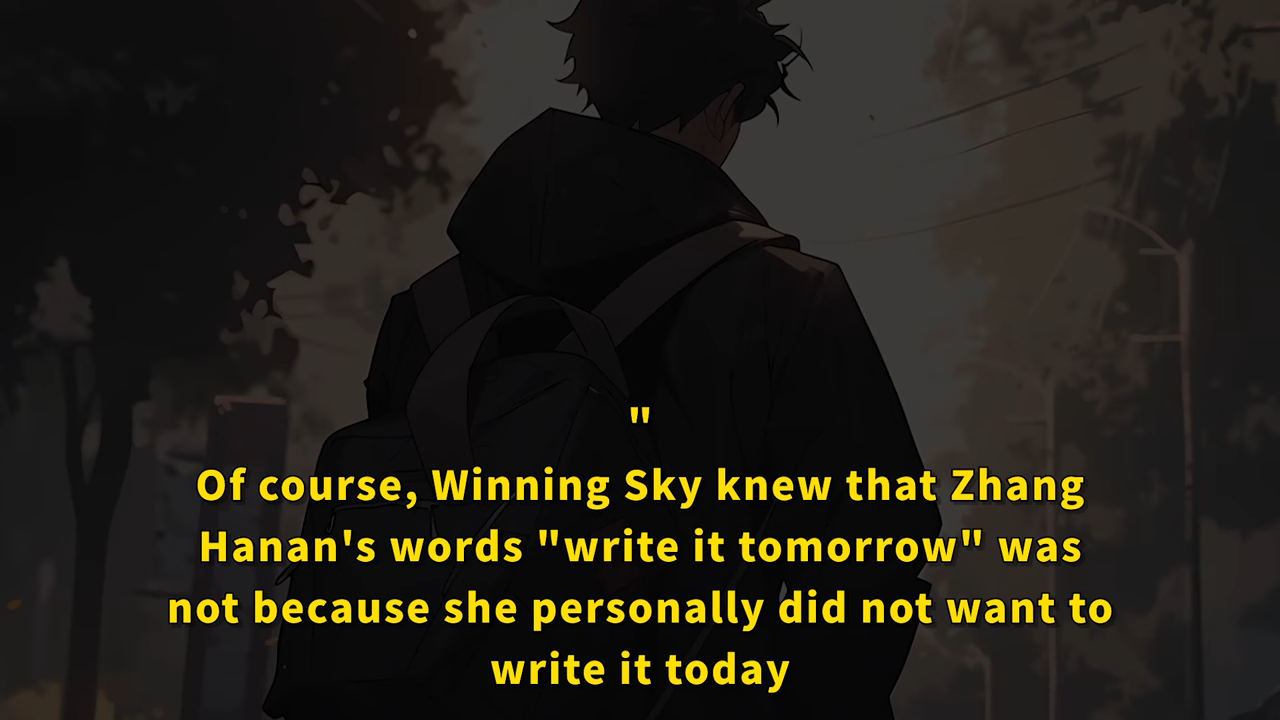 "
Of course, Winning Sky knew that Zhang
Hanan's words "write it tomorrow" was
not because she personally did not want to
write it today